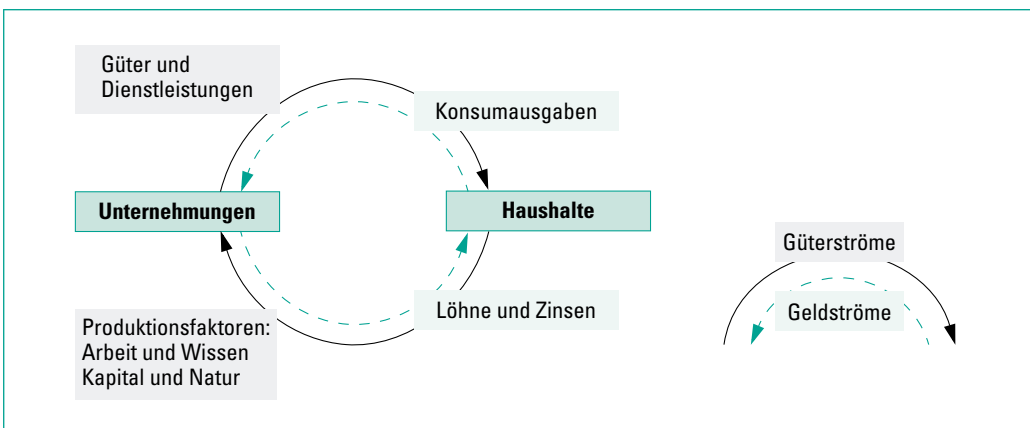 Güter und
Dienstleistungen
Konsumausgaben
Unternehmungen
Haushalte
Produktionsfaktoren:
Arbeit und Wissen
Kapital und Natur
Löhne und Zinsen
Güterströme
Geldströme